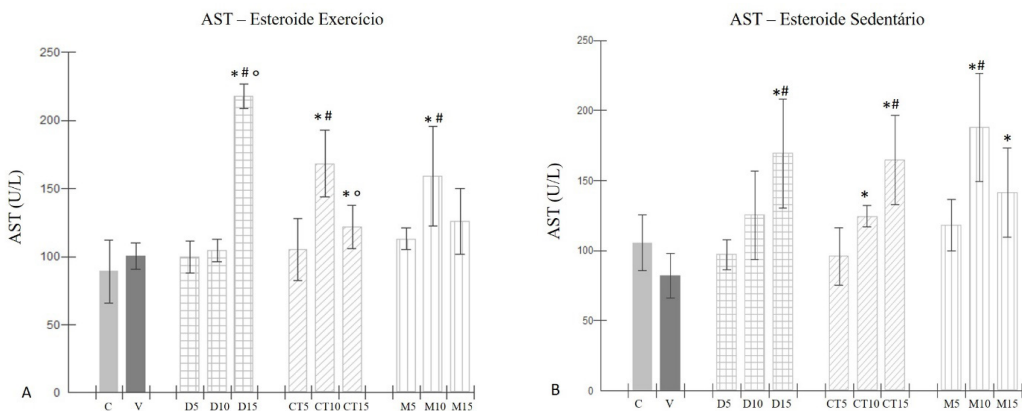 AST – Esteroide Exercício
250
200
150
100
50
0
AST (U/L)
* # o
* #
* o
* #
A
C V D5 D10 D15 CT5 CT10 CT15 M5 M10 M15
AST – Esteroide Sedentário
250
200
150
100
50
0
AST (U/L)
*#
*
*#
*#
*
B
C V D5 D10 D15 CT5 CT10 CT15 M5 M10 M15